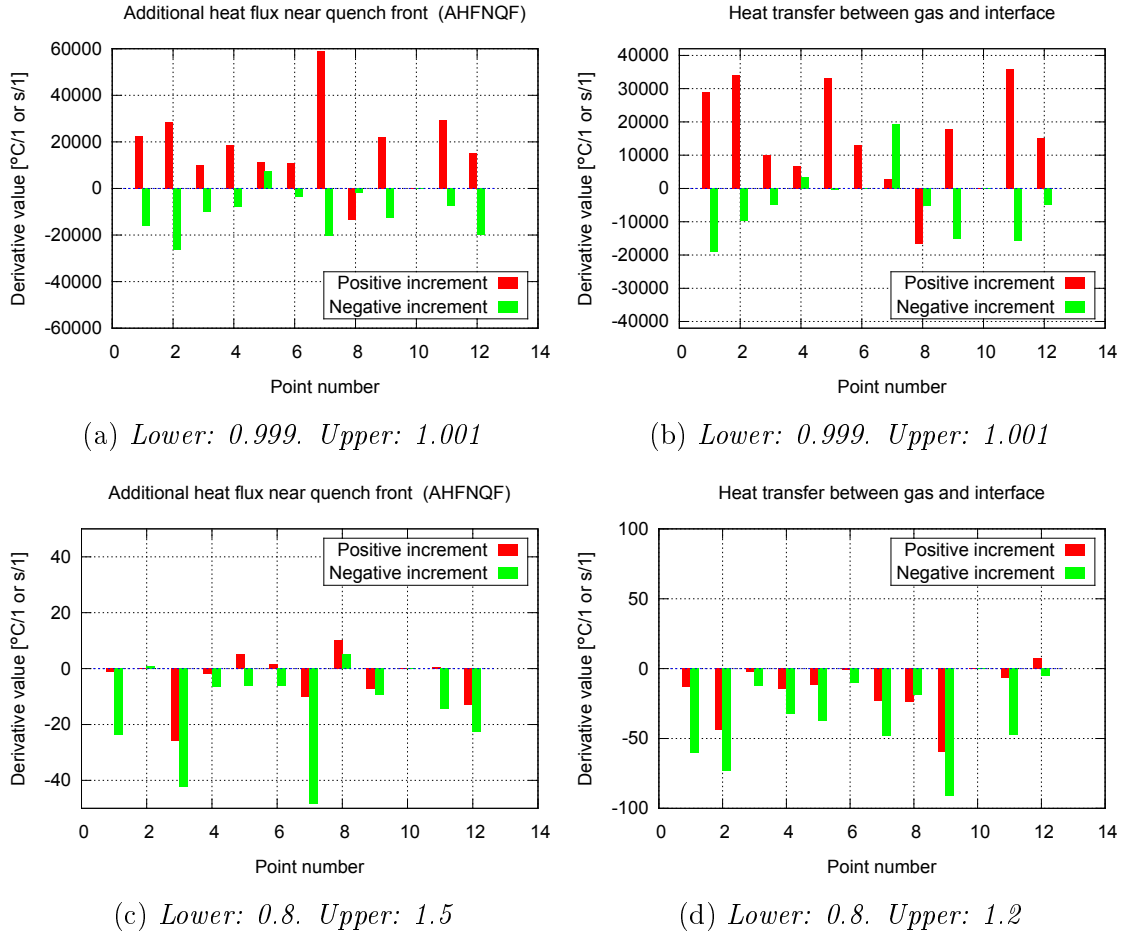 Additional heat flux near quench front (AHFNQF)
60000
40000
20000
0
-20000
-40000
-60000
Derivative value [°C/1 or s/1]
Positive increment
Negative increment
0 2 4 6 8 10 12 14
Point number
(a) Lower: 0.999. Upper: 1.001
Heat transfer between gas and interface
40000
30000
20000
10000
0
-10000
-20000
-30000
-40000
Derivative value [°C/1 or s/1]
Positive increment
Negative increment
0 2 4 6 8 10 12 14
Point number
(b) Lower: 0.999. Upper: 1.001
Additional heat flux near quench front (AHFNQF)
40
20
0
-20
-40
Derivative value [°C/1 or s/1]
Positive increment
Negative increment
0 2 4 6 8 10 12 14
Point number
(c) Lower: 0.8. Upper: 1.5
Heat transfer between gas and interface
100
50
0
-50
-100
Derivative value [°C/1 or s/1]
Positive increment
Negative increment
0 2 4 6 8 10 12 14
Point number
(d) Lower: 0.8. Upper: 1.2